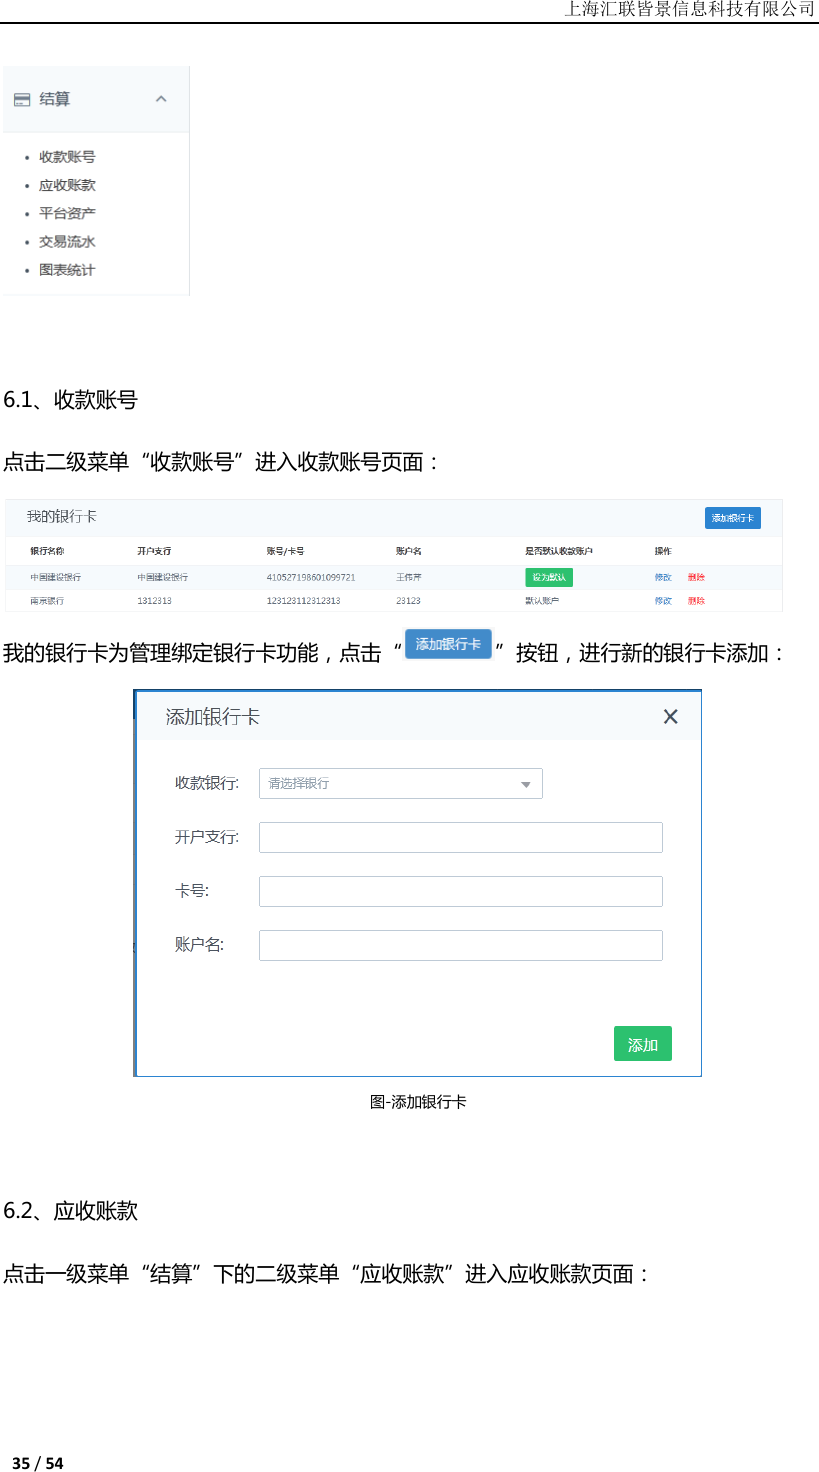 上海汇联皆景信息科技有限公司
结算
• 收款账号
• 应收账款
• 平台资产
• 交易流水
• 图表统计
6.1、收款账号
点击二级菜单“收款账号”进入收款账号页面：
我的银行卡 添加银行卡
银行名称 开户支行 账号/卡号 账户名 是否默认收款账户 操作
中国建设银行 中国建设银行 410527198601099721 王伟芹 设为默认 修改 删除
南京银行 1312313 123123112312313 23123 默认账户 修改 删除
我的银行卡为管理绑定银行卡功能，点击“添加银行卡”按钮，进行新的银行卡添加：
添加银行卡
收款银行: 请选择银行
开户支行:
卡号:
账户名:
添加
图-添加银行卡
6.2、应收账款
点击一级菜单“结算”下的二级菜单“应收账款”进入应收账款页面：
35 / 54